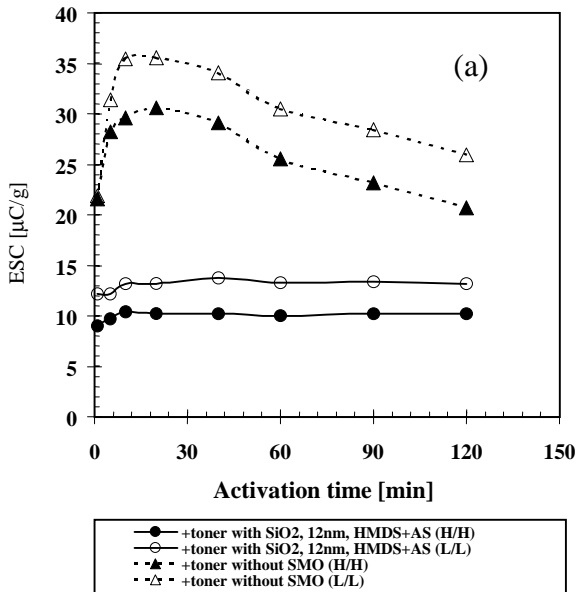 40
35
30
25
20
15
10
5
0
ESC [µC/g]
(a)
0 30 60 90 120 150
Activation time [min]
+toner with SiO2, 12nm, HMDS+AS (H/H)
+toner with SiO2, 12nm, HMDS+AS (L/L)
+toner without SMO (H/H)
+toner without SMO (L/L)